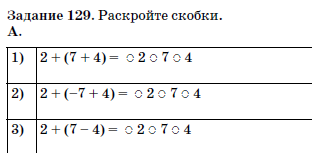 Задание 129. Раскройте скобки.
А.
1) 2 + (7 + 4) = ○ 2 ○ 7 ○ 4
2) 2 + (−7 + 4) = ○ 2 ○ 7 ○ 4
3) 2 + (7 − 4) = ○ 2 ○ 7 ○ 4